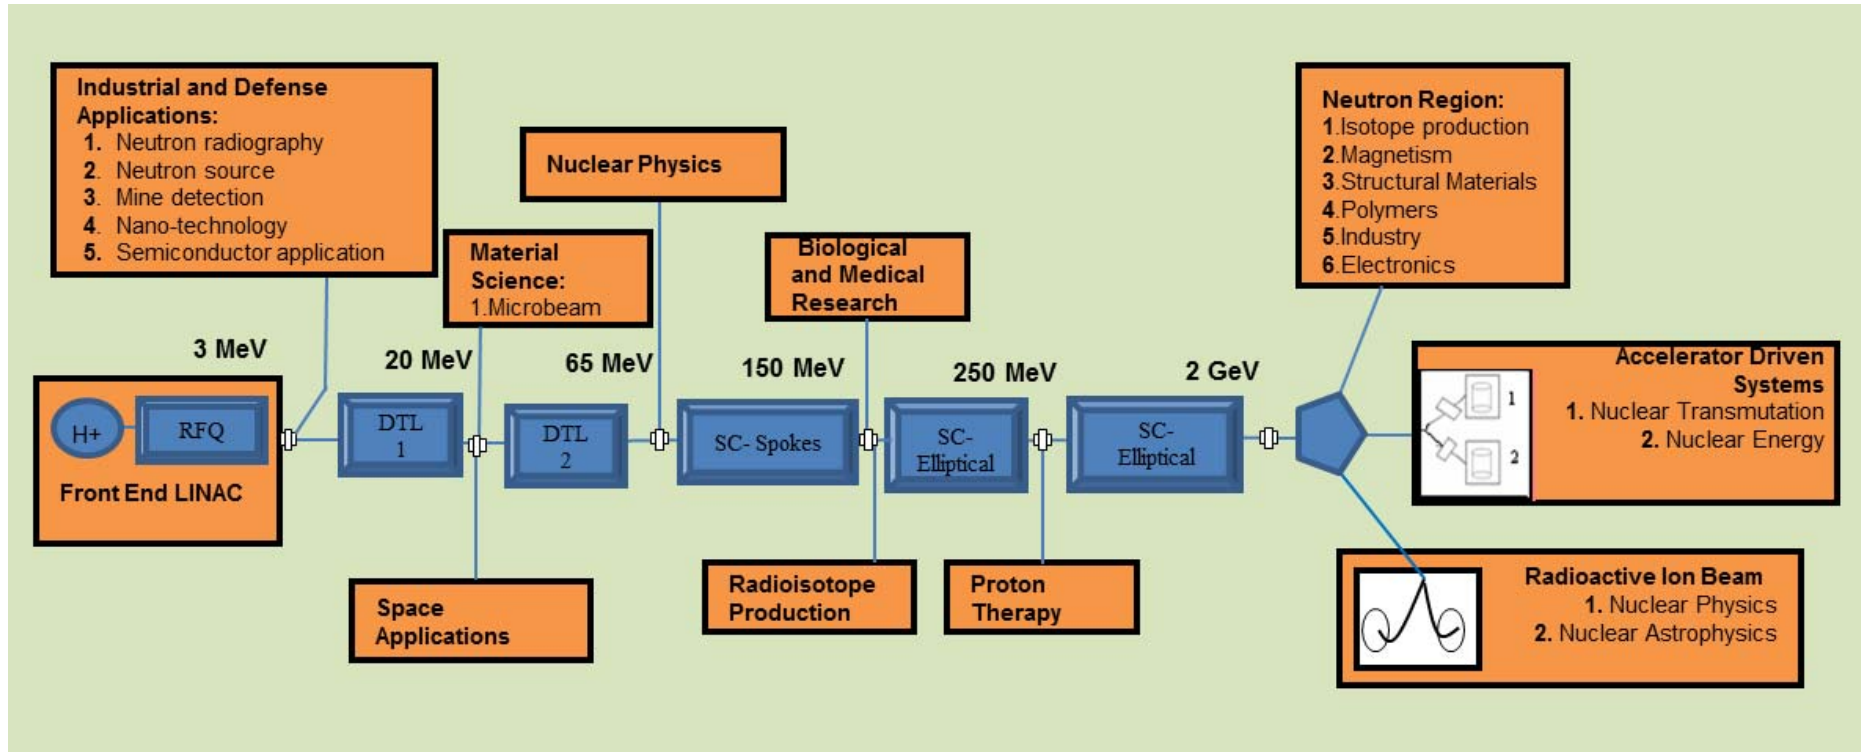 Industrial and Defense
Applications:
1. Neutron radiography
2. Neutron source
3. Mine detection
4. Nano-technology
5. Semiconductor application
Nuclear Physics
Material
Science:
1.Microbeam
Biological
and Medical
Research
Neutron Region:
1.Isotope production
2.Magnetism
3.Structural Materials
4.Polymers
5.Industry
6.Electronics
3 MeV
20 MeV
65 MeV
150 MeV
250 MeV
2 GeV
H+
RFQ
Front End LINAC
DTL
1
DTL
2
SC- Spokes
SC-
Elliptical
SC-
Elliptical
Accelerator Driven
Systems
1. Nuclear Transmutation
2. Nuclear Energy
1
2
Space
Applications
Radioisotope
Production
Proton
Therapy
Radioactive Ion Beam
1. Nuclear Physics
2. Nuclear Astrophysics